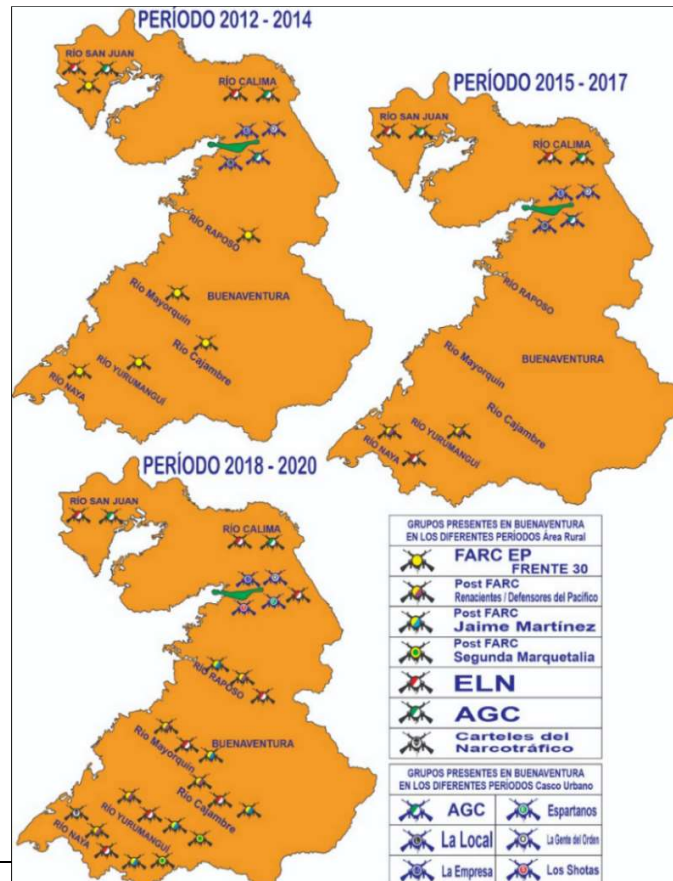 PERÍODO 2012 - 2014
RÍO SAN JUAN
RÍO CALIMA
RÍO RAPOSO
Río Mayorquin
BUENAVENTURA
Río Cajambre
RÍO YURUMANGUÍ
RÍO NAYA
PERÍODO 2015 - 2017
RÍO SAN JUAN
RÍO CALIMA
RÍO RAPOSO
Río Mayorquin
BUENAVENTURA
Río Cajambre
RÍO YURUMANGUÍ
RÍO NAYA
PERÍODO 2018 - 2020
RÍO SAN JUAN
RÍO CALIMA
RÍO RAPOSO
Río Mayorquin
BUENAVENTURA
Río Cajambre
RÍO YURUMANGUÍ
RÍO NAYA
GRUPOS PRESENTES EN BUENAVENTURA
EN LOS DIFERENTES PERÍODOS Área Rural
FARC EP
FRENTE 30
Post FARC
Renacientes / Defensores del Pacifico
Post FARC
Jaime Martínez
Post FARC
Segunda Marquetalia
ELN
AGC
Carteles del
Narcotráfico
GRUPOS PRESENTES EN BUENAVENTURA
EN LOS DIFERENTES PERÍODOS Casco Urbano
AGC
Espartanos
La Local
La Gente del Orden
La Empresa
Los Shotas